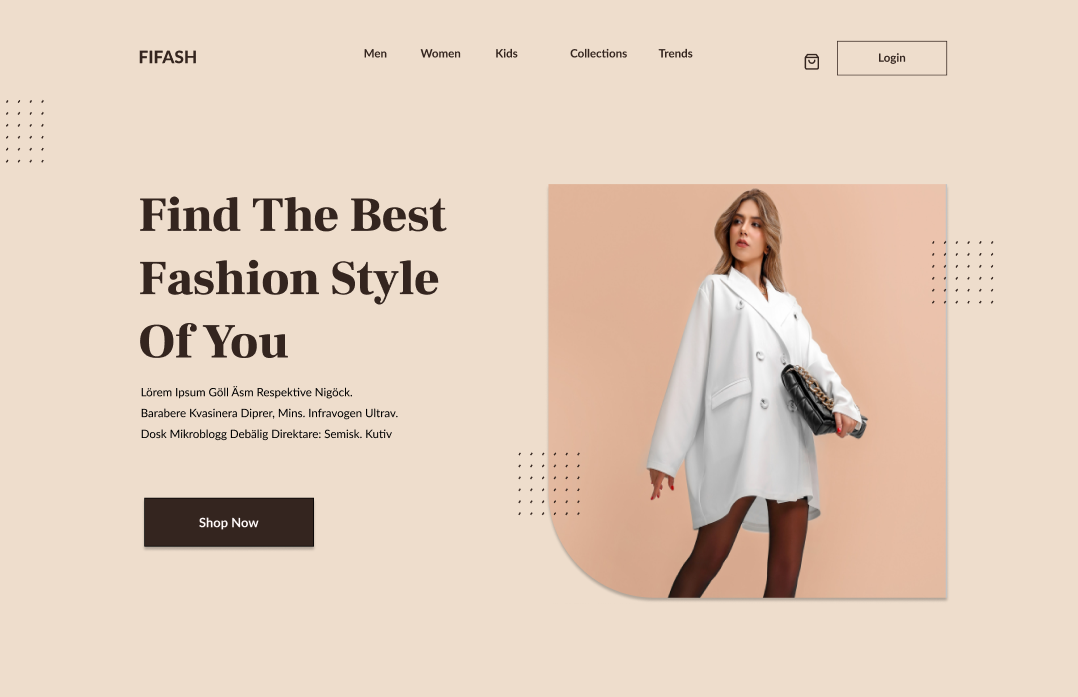 FIFASH
Men Women Kids Collections Trends
Login
Find The Best
Fashion Style
Of You
Lörem Ipsum Göll Äsm Respektive Nigöck.
Barabere Kvasinera Diprer, Mins. Infravogen Ultrav.
Dosk Mikroblogg Debälig Direktare: Semisk. Kutiv
Shop Now